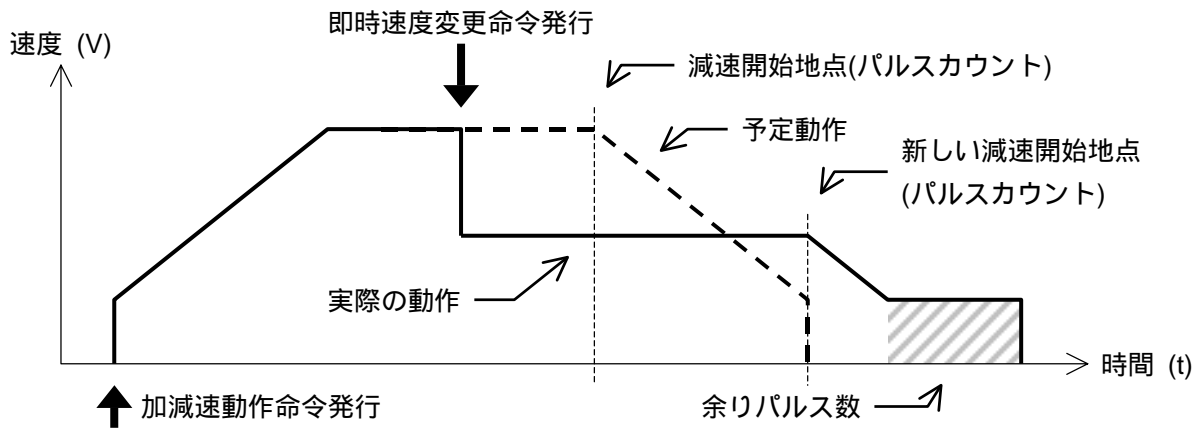 即時速度変更命令発行
速度 (V)
減速開始地点(パルスカウント)
予定動作
新しい減速開始地点
(パルスカウント)
実際の動作
時間 (t)
加減速動作命令発行
余りパルス数